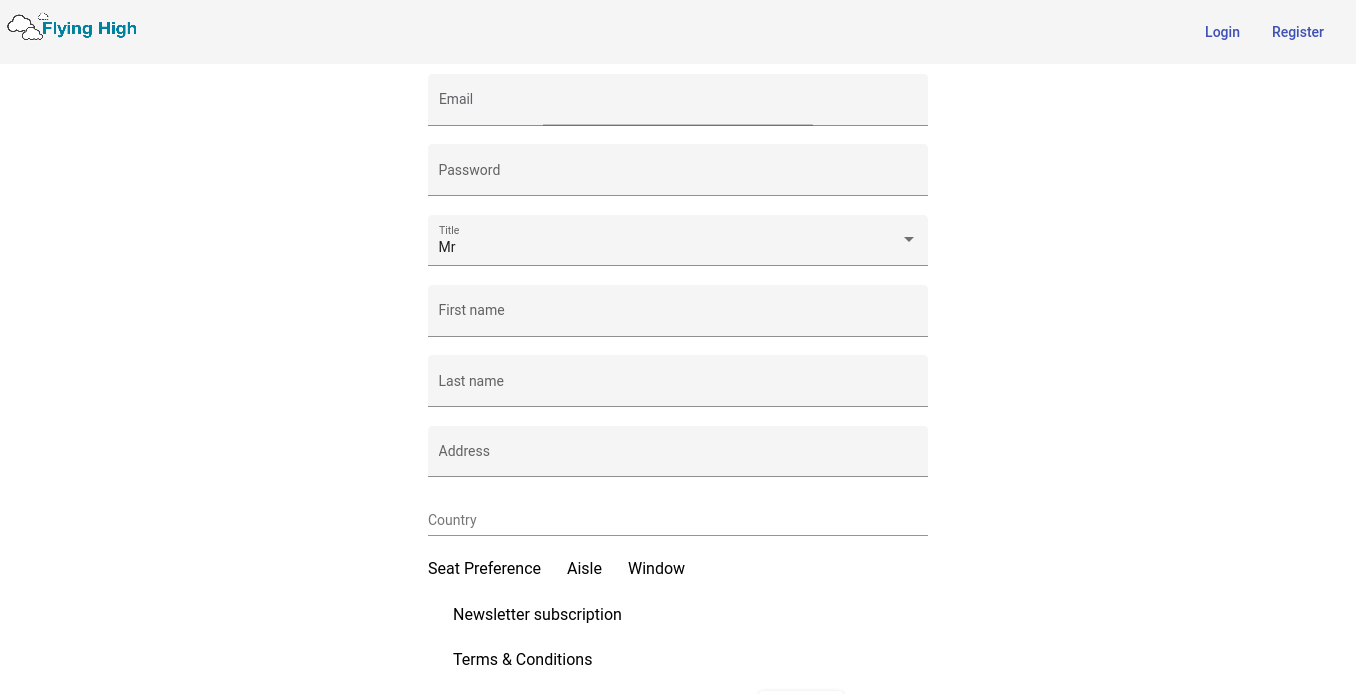 Flying High
Login Register
Email
Password
Title
Mr
First name
Last name
Address
Country
Seat Preference Aisle Window
Newsletter subscription
Terms & Conditions